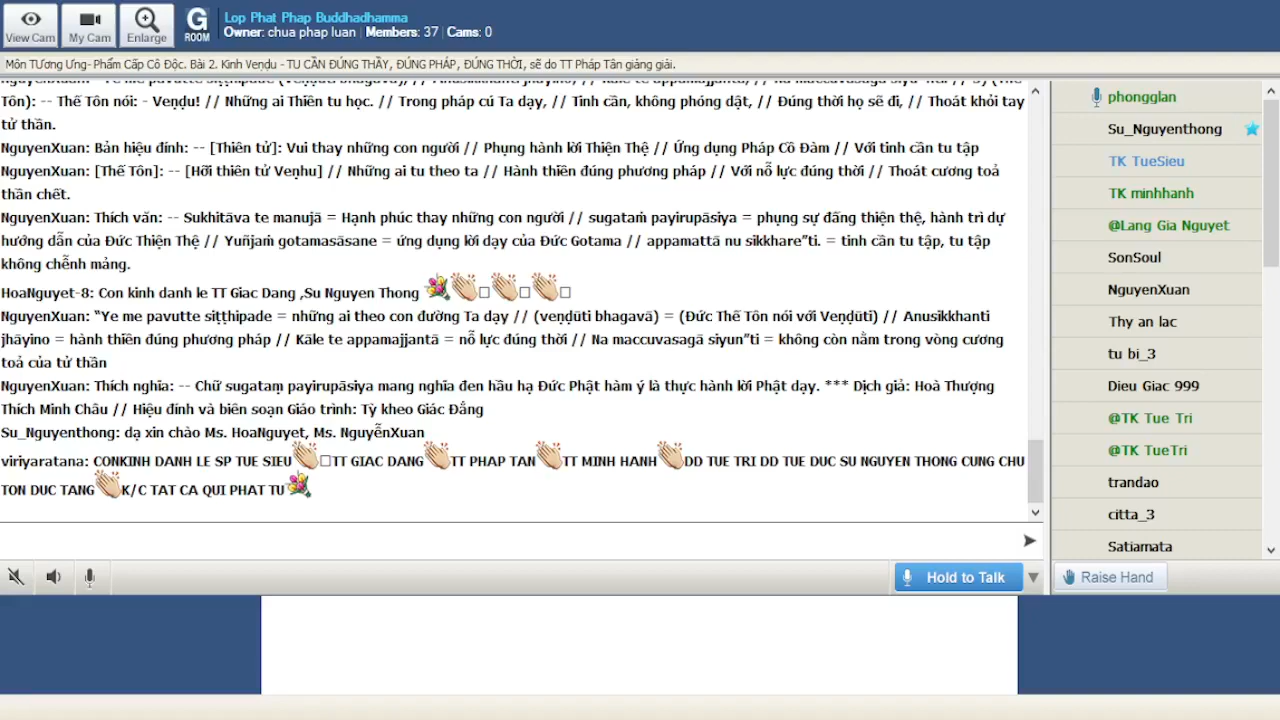 View Cam
My Cam
Enlarge
G
ROOM
Lop Phat Phap Buddhadhamma
Owner: chua phap luan | Members: 37 | Cams: 0
Môn TƯơng Ưng- Phẩm Cấp Cô Độc. Bài 2. Kinh Veṇḍu - TU CẦN ĐÚNG THẦY, ĐÚNG PHÁP, ĐÚNG THỜI, sẽ do TT Pháp Tân giảng giải.
Tôn): -- Thế Tôn nói: - Veṇḍu! // Những ai Thiền tu học. // Trong pháp cú Ta dạy, // Tinh cần, không phóng dật, // Đúng thời họ sẽ đi, // Thoát khỏi tay
tử thần.
NguyenXuan: Bản hiệu đính: -- [Thiên tử]: Vui thay những con người // Phụng hành lời Thiện Thệ // Ứng dụng Pháp Cồ Đàm // Với tinh cần tu tập
NguyenXuan: [Thế Tôn]: -- [Hỡi thiên tử Veṇhu] // Những ai tu theo ta // Hành thiền đúng phương pháp // Với nỗ lực đúng thời // Thoát cương toả
thần chết.
NguyenXuan: Thích văn: -- Sukhitāva te manujā = Hạnh phúc thay những con người // sugataṁ payirupāsiya = phụng sự đấng thiện thệ, hành trì dự
hướng dẫn của Đức Thiện Thệ // Yuñjaṁ gotamasāsane = ứng dụng lời dạy của Đức Gotama // appamattā nu sikkhare”ti. = tinh cần tu tập, tu tập
không chễnh mảng.
HoaNguyet-8: Con kinh danh le TT Giac Dang ,Su Nguyen Thong
NguyenXuan: “Ye me pavutte siṭṭhipade = những ai theo con đường Ta dạy // (veṇḍūti bhagavā) = (Đức Thế Tôn nói với Veṇḍūti) // Anusikkhanti
jhāyino = hành thiền đúng phương pháp // Kāle te appamajjantā = nỗ lực đúng thời // Na maccuvasagā siyun”ti = không còn nằm trong vòng cương
toả của tử thần
NguyenXuan: Thích nghĩa: -- Chữ sugataṃ payirupāsiya mang nghĩa đen hầu hạ Đức Phật hàm ý là thực hành lời Phật dạy. *** Dịch giả: Hoà Thượng
Thích Minh Châu // Hiệu đính và biên soạn Giáo trình: Tỳ kheo Giác Đẳng
Su_Nguyenthong: dạ xin chào Ms. HoaNguyet, Ms. NguyễnXuân
viriyaratana: CONKINH DANH LE SP TUE SIEU TT GIAC DANG TT PHAP TAN TT MINH HANH DD TUE TRI DD TUE DUC SU NGUYEN THONG CUNG CHU
TON DUC TANG K/C TAT CA QUI PHAT TU
Hold to Talk
phongglan
Su_Nguyenthong
TK TueSieu
TK minhhanh
@Lang Gia Nguyet
SonSoul
NguyenXuan
Thy an lac
tu bi_3
Dieu Giac 999
@TK Tue Tri
@TK TueTri
trandao
citta_3
Satiamata
Raise Hand